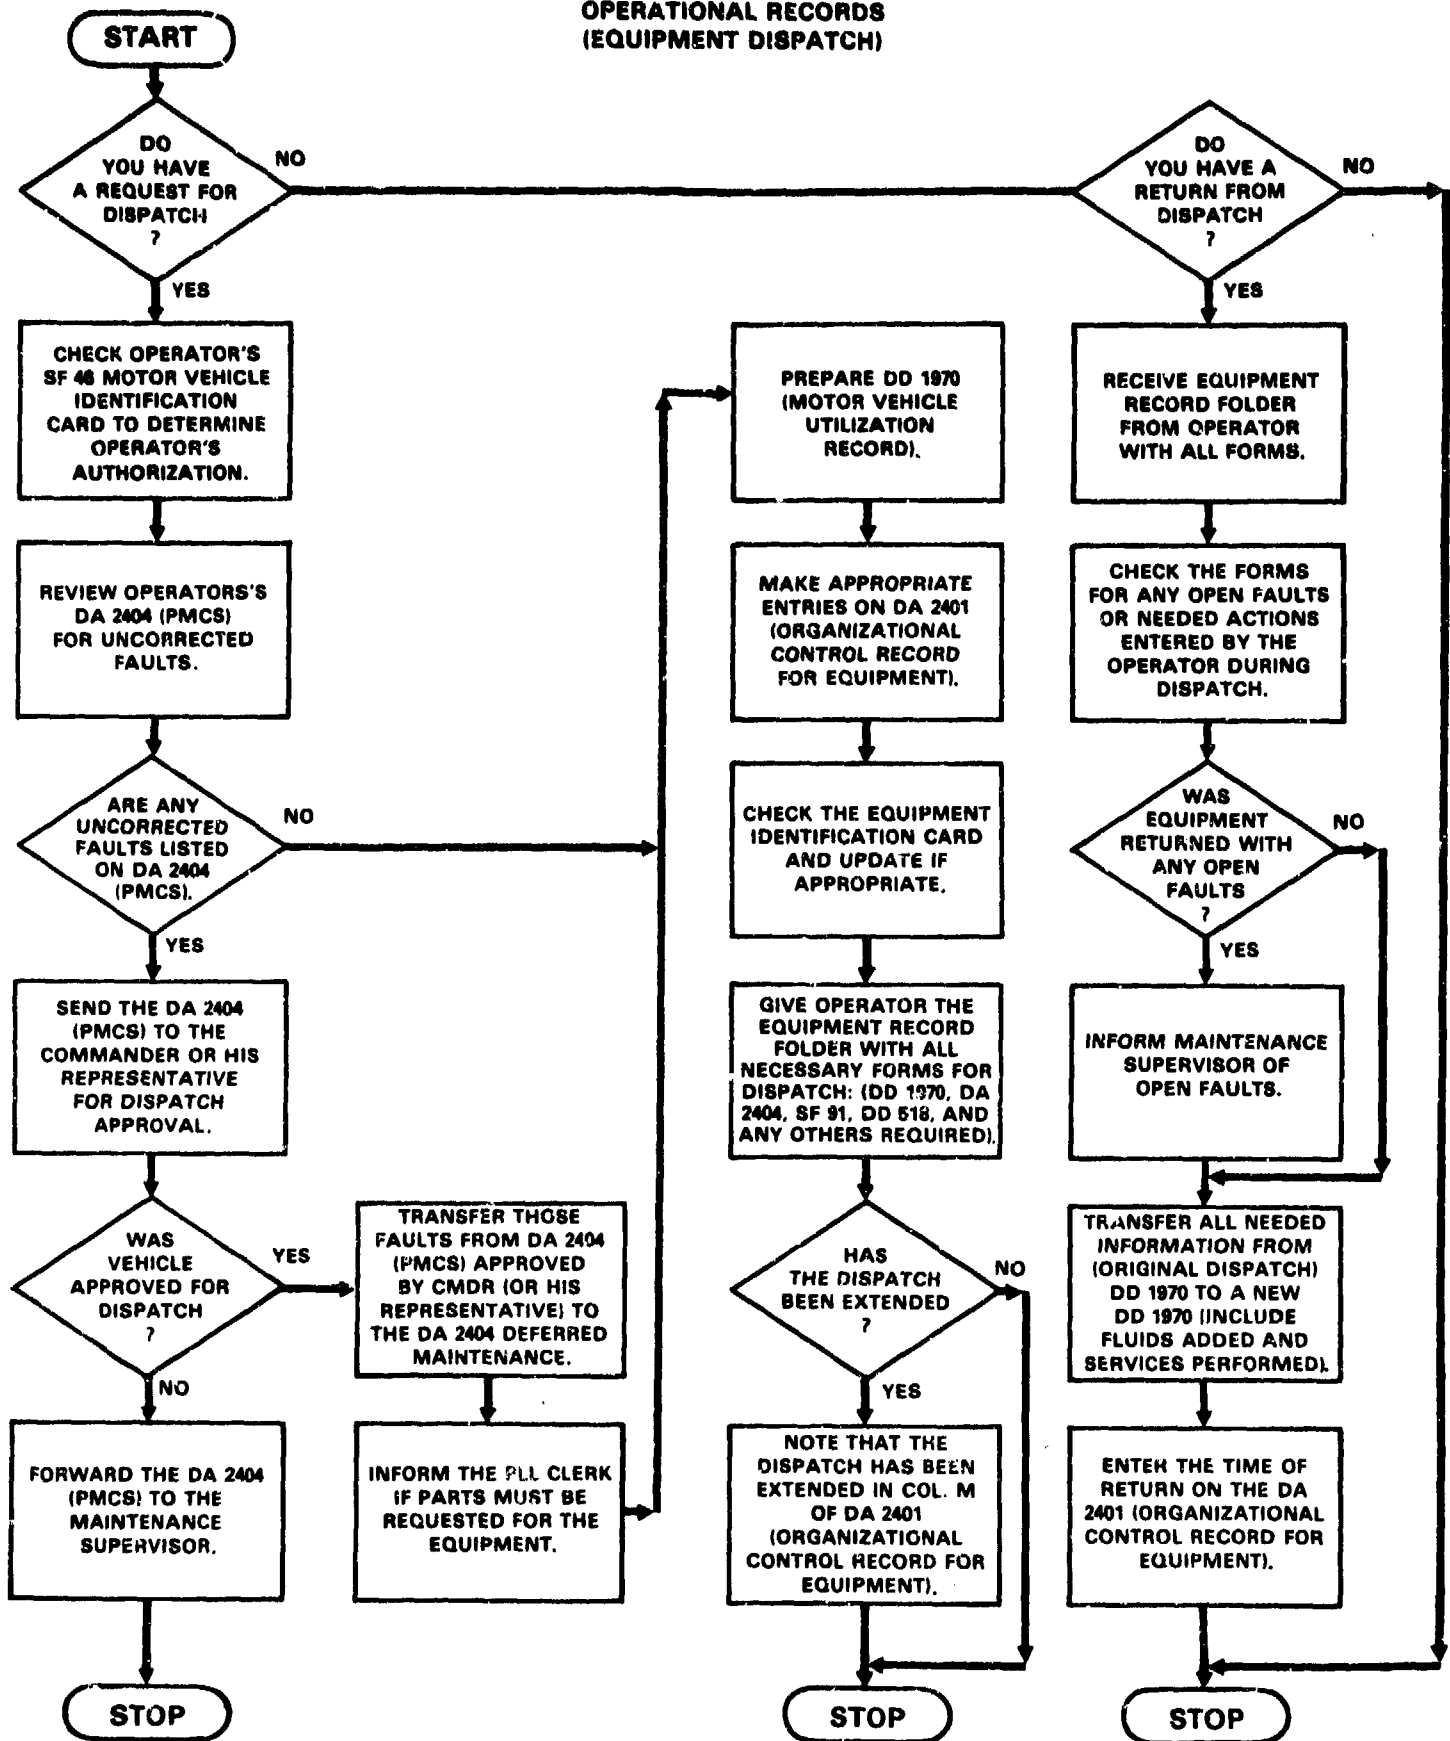 OPERATIONAL RECORDS
(EQUIPMENT DISPATCH)
START
DO
YOU HAVE
A REQUEST FOR
DISPATCH
?
NO
YES
CHECK OPERATOR'S
SF 46 MOTOR VEHICLE
IDENTIFICATION
CARD TO DETERMINE
OPERATOR'S
AUTHORIZATION.
REVIEW OPERATORS'S
DA 2404 (PMCS)
FOR UNCORRECTED
FAULTS.
ARE ANY
UNCORRECTED
FAULTS LISTED
ON DA 2404
(PMCS).
NO
YES
SEND THE DA 2404
(PMCS) TO THE
COMMANDER OR HIS
REPRESENTATIVE
FOR DISPATCH
APPROVAL.
WAS
VEHICLE
APPROVED FOR
DISPATCH
?
YES
NO
FORWARD THE DA 2404
(PMCS) TO THE
MAINTENANCE
SUPERVISOR.
STOP
TRANSFER THOSE
FAULTS FROM DA 2404
(PMCS) APPROVED
BY CMDR (OR HIS
REPRESENTATIVE) TO
THE DA 2404 DEFERRED
MAINTENANCE.
INFORM THE PLL CLERK
IF PARTS MUST BE
REQUESTED FOR THE
EQUIPMENT.
PREPARE DD 1970
(MOTOR VEHICLE
UTILIZATION
RECORD).
MAKE APPROPRIATE
ENTRIES ON DA 2401
(ORGANIZATIONAL
CONTROL RECORD
FOR EQUIPMENT).
CHECK THE EQUIPMENT
IDENTIFICATION CARD
AND UPDATE IF
APPROPRIATE.
GIVE OPERATOR THE
EQUIPMENT RECORD
FOLDER WITH ALL
NECESSARY FORMS FOR
DISPATCH: (DD 1970, DA
2404, SF 91, DD 518, AND
ANY OTHERS REQUIRED).
HAS
THE DISPATCH
BEEN EXTENDED
?
NO
YES
NOTE THAT THE
DISPATCH HAS BEEN
EXTENDED IN COL. M
OF DA 2401
(ORGANIZATIONAL
CONTROL RECORD FOR
EQUIPMENT).
STOP
DO
YOU HAVE A
RETURN FROM
DISPATCH
?
NO
YES
RECEIVE EQUIPMENT
RECORD FOLDER
FROM OPERATOR
WITH ALL FORMS.
CHECK THE FORMS
FOR ANY OPEN FAULTS
OR NEEDED ACTIONS
ENTERED BY THE
OPERATOR DURING
DISPATCH.
WAS
EQUIPMENT
RETURNED WITH
ANY OPEN
FAULTS
?
NO
YES
INFORM MAINTENANCE
SUPERVISOR OF
OPEN FAULTS.
TRANSFER ALL NEEDED
INFORMATION FROM
(ORIGINAL DISPATCH)
DD 1970 TO A NEW
DD 1970 (INCLUDE
FLUIDS ADDED AND
SERVICES PERFORMED).
ENTER THE TIME OF
RETURN ON THE DA
2401 (ORGANIZATIONAL
CONTROL RECORD FOR
EQUIPMENT).
STOP